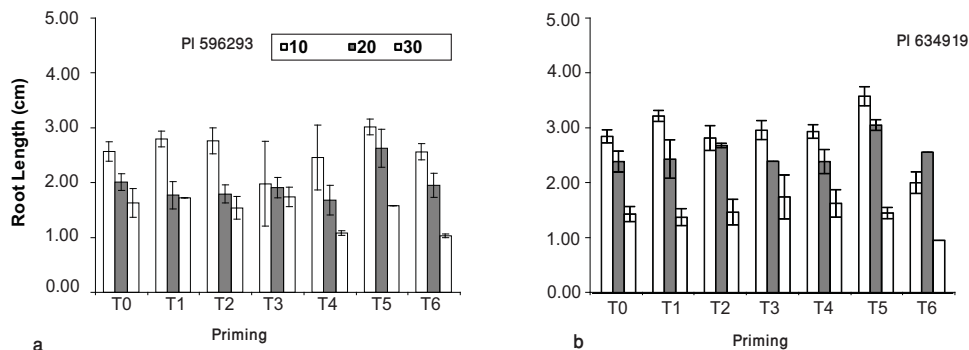 5.00
PI 596293
10 20 30
4.00
3.00
2.00
1.00
0.00
Root Length (cm)
T0 T1 T2 T3 T4 T5 T6
Priming
a
5.00
PI 634919
4.00
3.00
2.00
1.00
0.00
T0 T1 T2 T3 T4 T5 T6
Priming
b